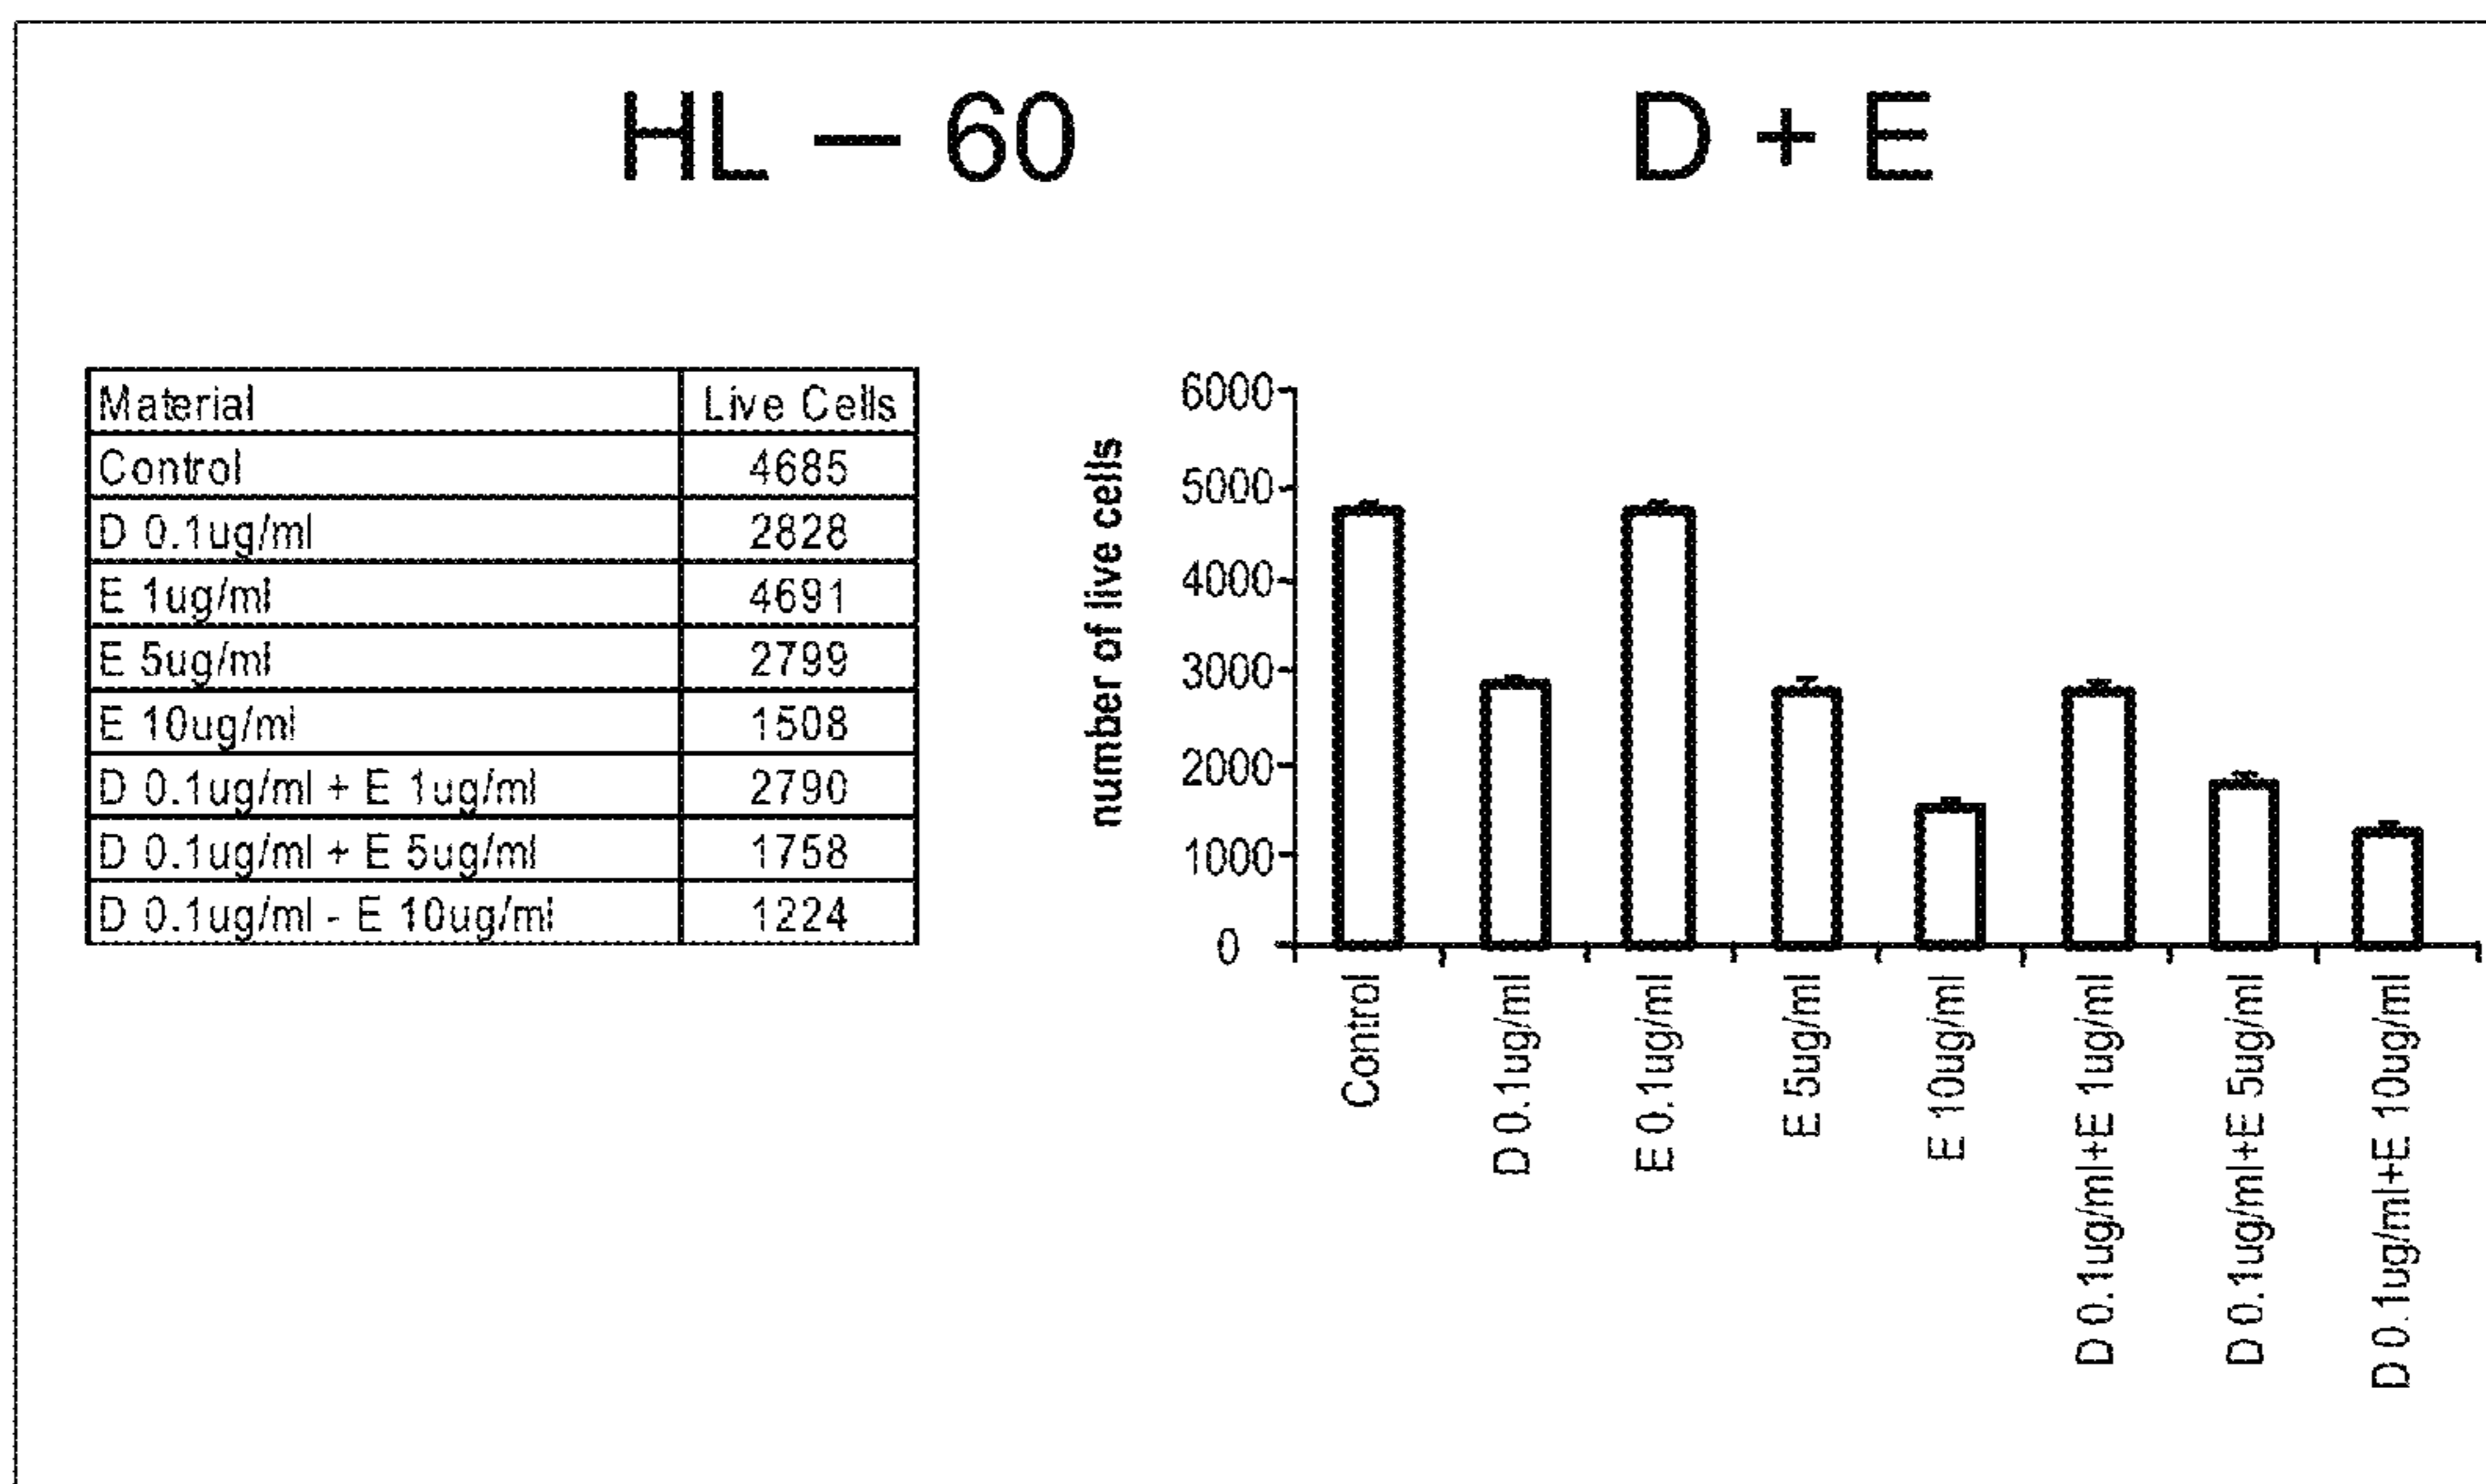 HL – 60 D + E
Material Live Cells
Control 4685
D 0.1ug/ml 2828
E 1ug/ml 4691
E 5ug/ml 2799
E 10ug/ml 1508
D 0.1ug/ml + E 1ug/ml 2790
D 0.1ug/ml + E 5ug/ml 1758
D 0.1ug/ml - E 10ug/ml 1224
number of live cells
6000
5000
4000
3000
2000
1000
0
Control
D 0.1ug/ml
E 0.1ug/ml
E 5ug/ml
E 10ug/ml
D 0.1ug/ml+E 1ug/ml
D 0.1ug/ml+E 5ug/ml
D 0.1ug/ml+E 10ug/ml